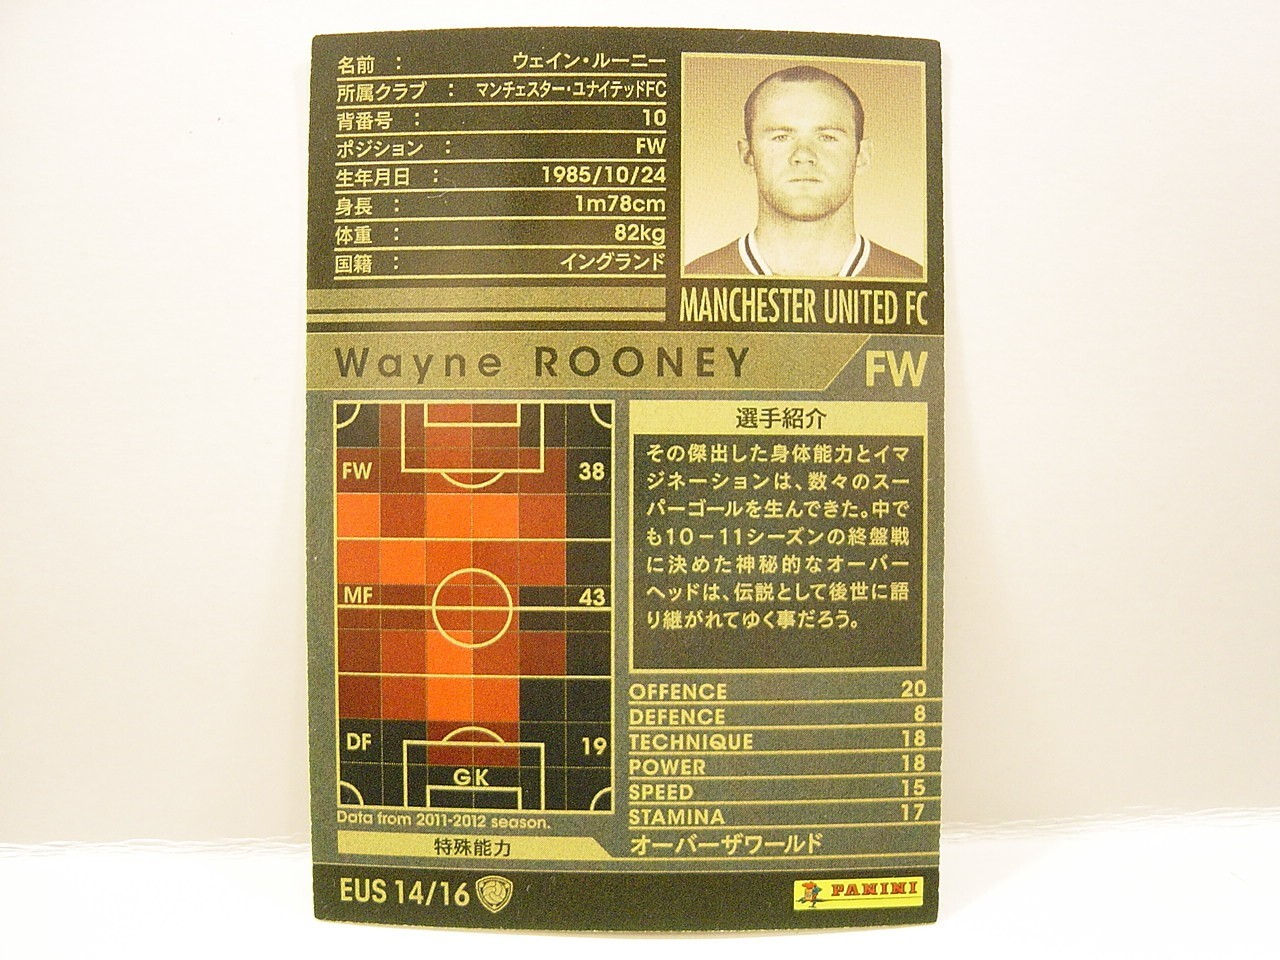 名前 : ウェイン・ルーニー
所属クラブ : マンチェスター・ユナイテッドFC
背番号 : 10
ポジション : FW
生年月日 : 1985/10/24
身長 : 1m78cm
体重 : 82kg
国籍 : イングランド
MANCHESTER UNITED FC
Wayne ROONEY
FW
FW 38
MF 43
DF 19
GK
Data from 2011-2012 season.
選手紹介
その傑出した身体能力とイマ
ジネーションは、数々のスー
パーゴールを生んできた。中で
も10－11シーズンの終盤戦
に決めた神秘的なオーバー
ヘッドは、伝説として後世に語
り継がれてゆく事だろう。
OFFENCE 20
DEFENCE 8
TECHNIQUE 18
POWER 18
SPEED 15
STAMINA 17
特殊能力 オーバーザワールド
EUS 14/16
PANINI